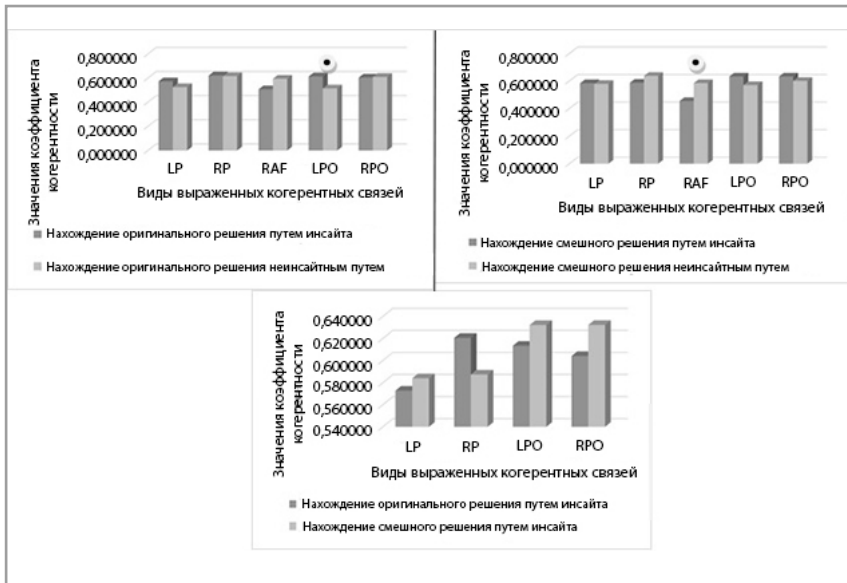 Значения коэффициента
когерентности
0,800000
0,600000
0,400000
0,200000
0,000000
LP RP RAF LPO RPO
Виды выраженных когерентных связей
Нахождение оригинального решения путем инсайта
Нахождение оригинального решения неинсайтным путем
Значения коэффициента
когерентности
0,800000
0,600000
0,400000
0,200000
0,000000
LP RP RAF LPO RPO
Виды выраженных когерентных связей
Нахождение смешного решения путем инсайта
Нахождение смешного решения неинсайтным путем
Значения коэффициента
когерентности
0,640000
0,620000
0,600000
0,580000
0,560000
0,540000
LP RP LPO RPO
Виды выраженных когерентных связей
Нахождение оригинального решения путем инсайта
Нахождение смешного решения путем инсайта